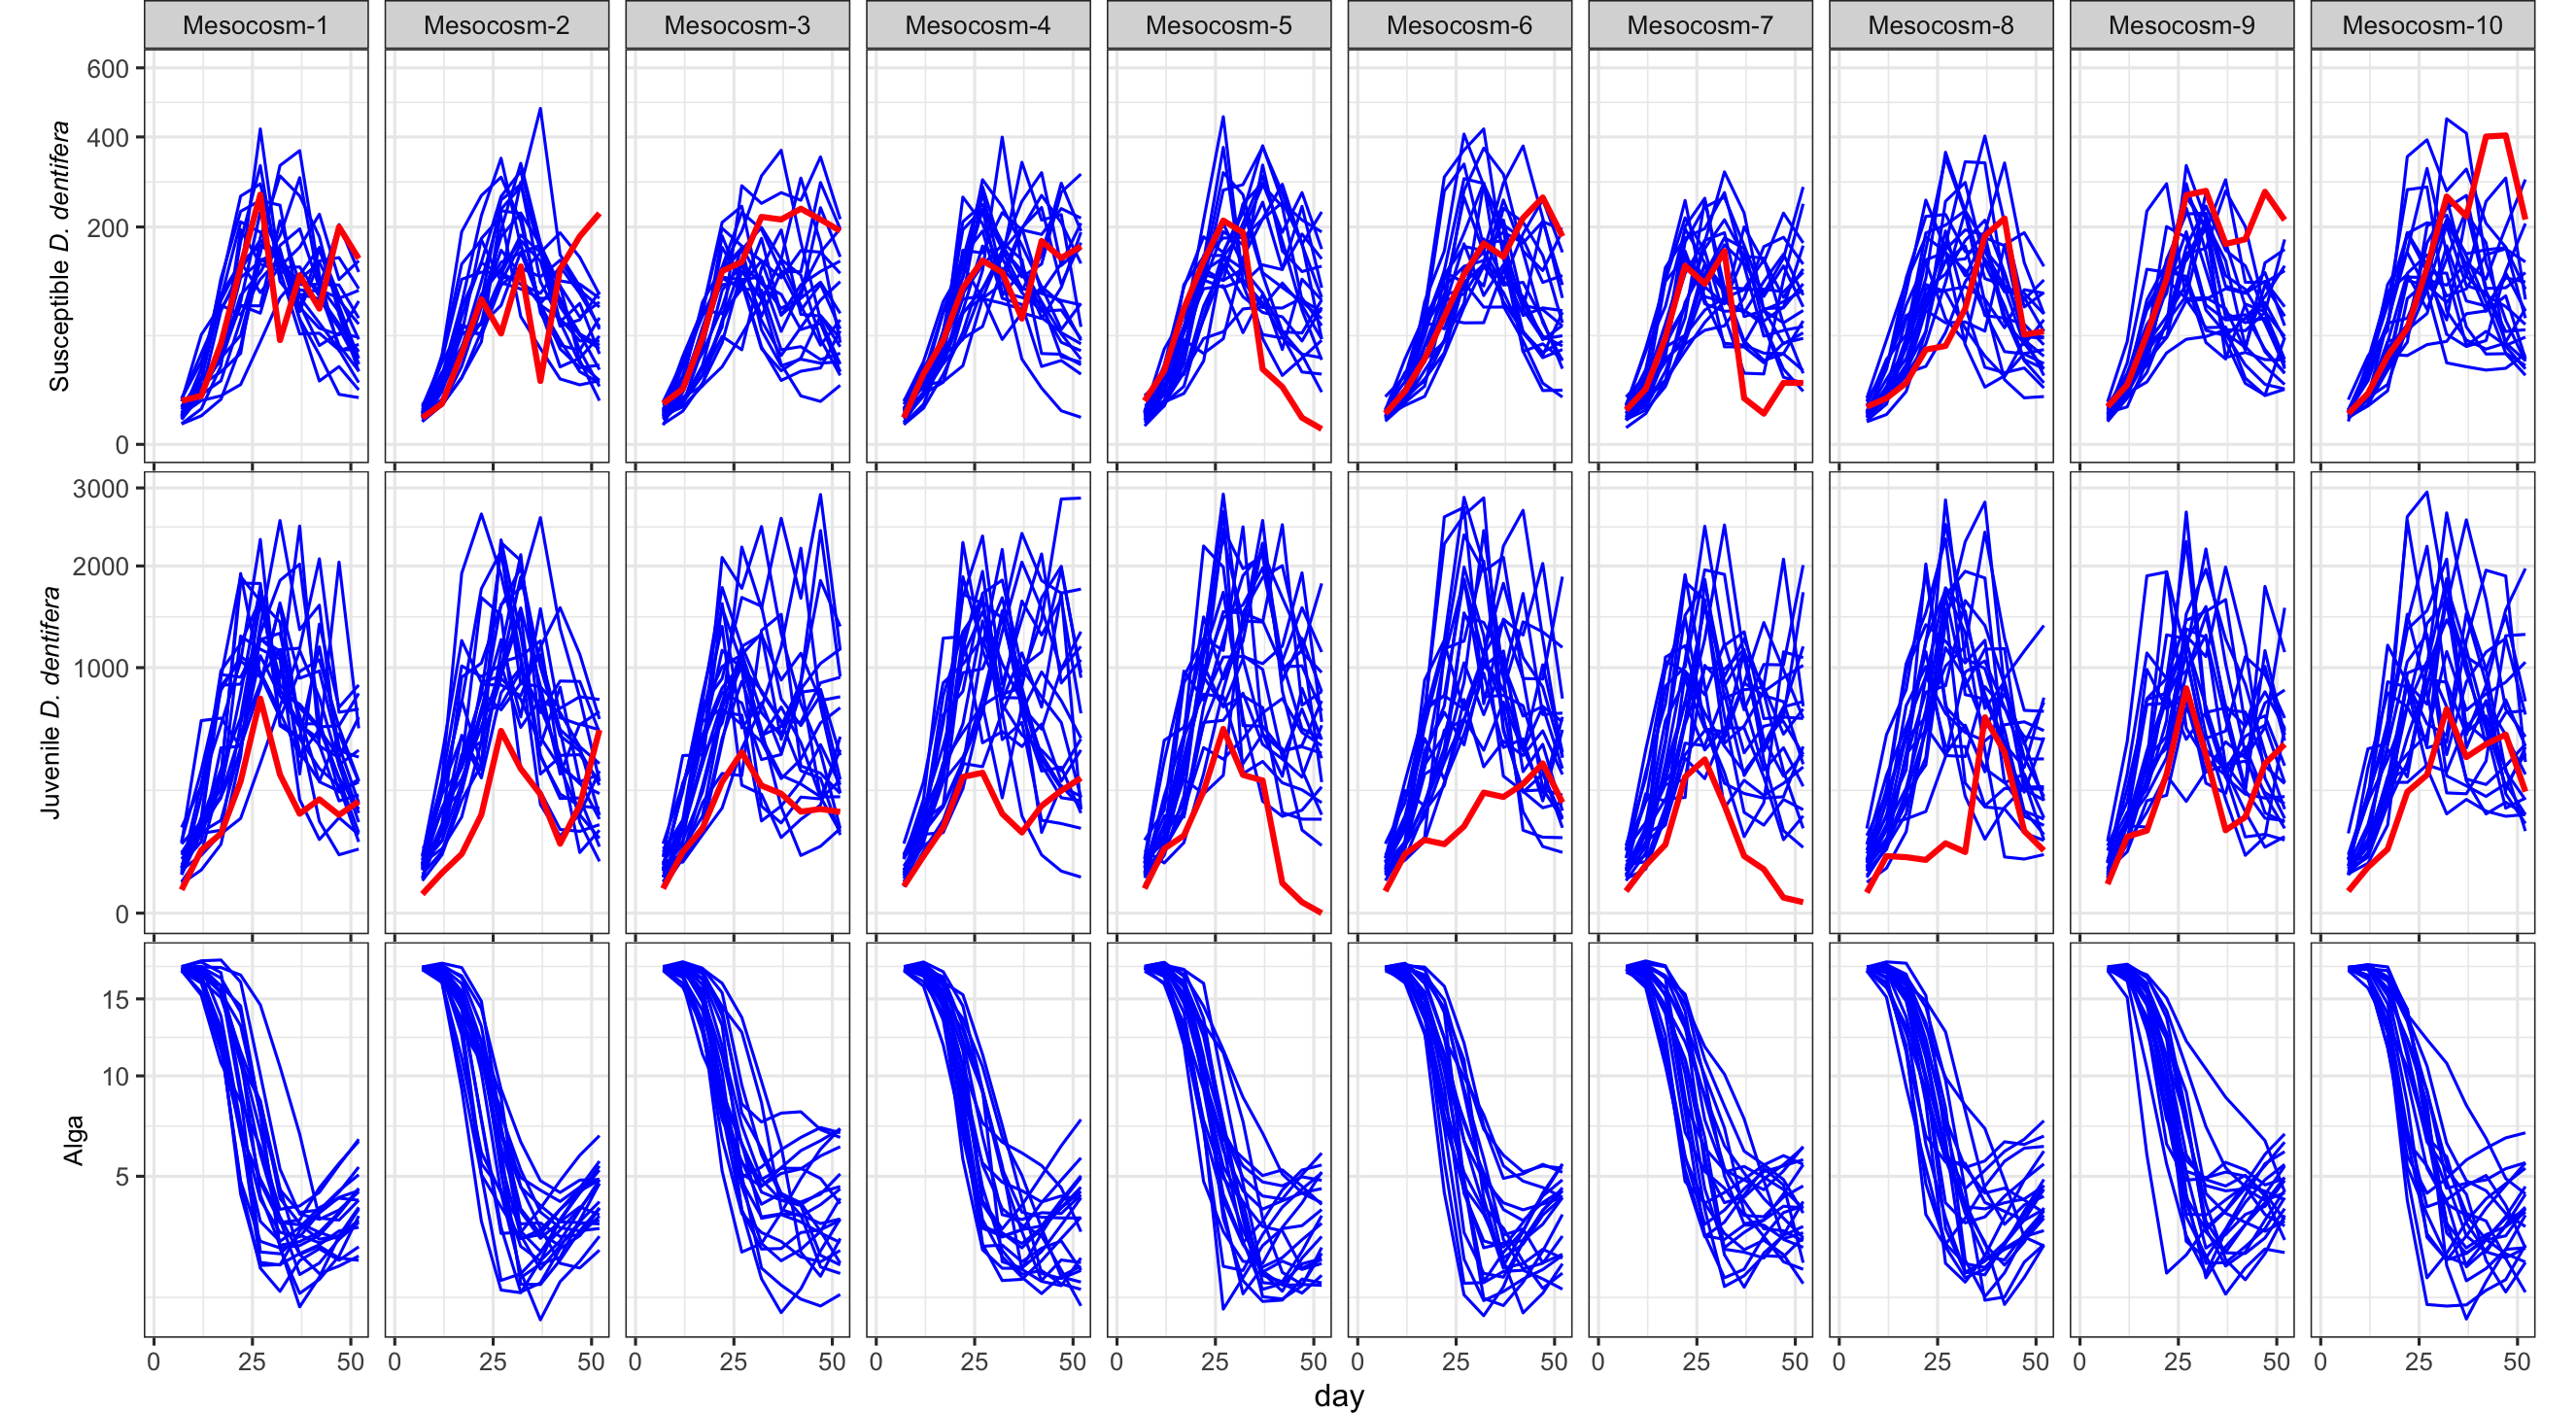 Mesocosm-1 Mesocosm-2 Mesocosm-3 Mesocosm-4 Mesocosm-5 Mesocosm-6 Mesocosm-7 Mesocosm-8 Mesocosm-9 Mesocosm-10
Susceptible D. dentifera
600
400
200
0
Juvenile D. dentifera
3000
2000
1000
0
Alga
15
10
5
0 25 50 0 25 50 0 25 50 0 25 50 0 25 50 0 25 50 0 25 50 0 25 50 0 25 50 0 25 50
day